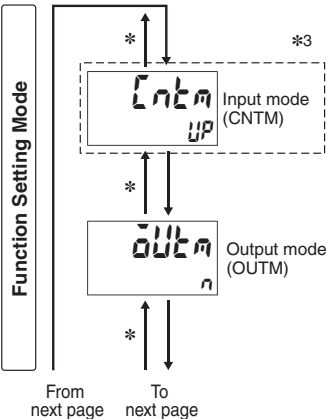 Function Setting Mode
*
*3
Cntm
UP
Input mode
(CNTM)
*
oUtm
n
Output mode
(OUTM)
*
From
next page
To
next page